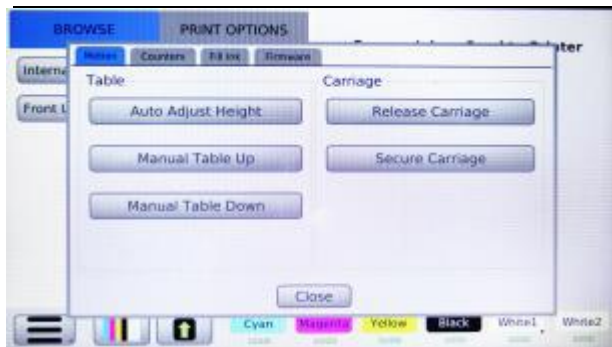 BROWSE PRINT OPTIONS
Motion Counters Fill Ink Firmware
Table Carriage
Auto Adjust Height Release Carriage
Manual Table Up Secure Carriage
Manual Table Down
Close
Cyan Magenta Yellow Black White1 White2